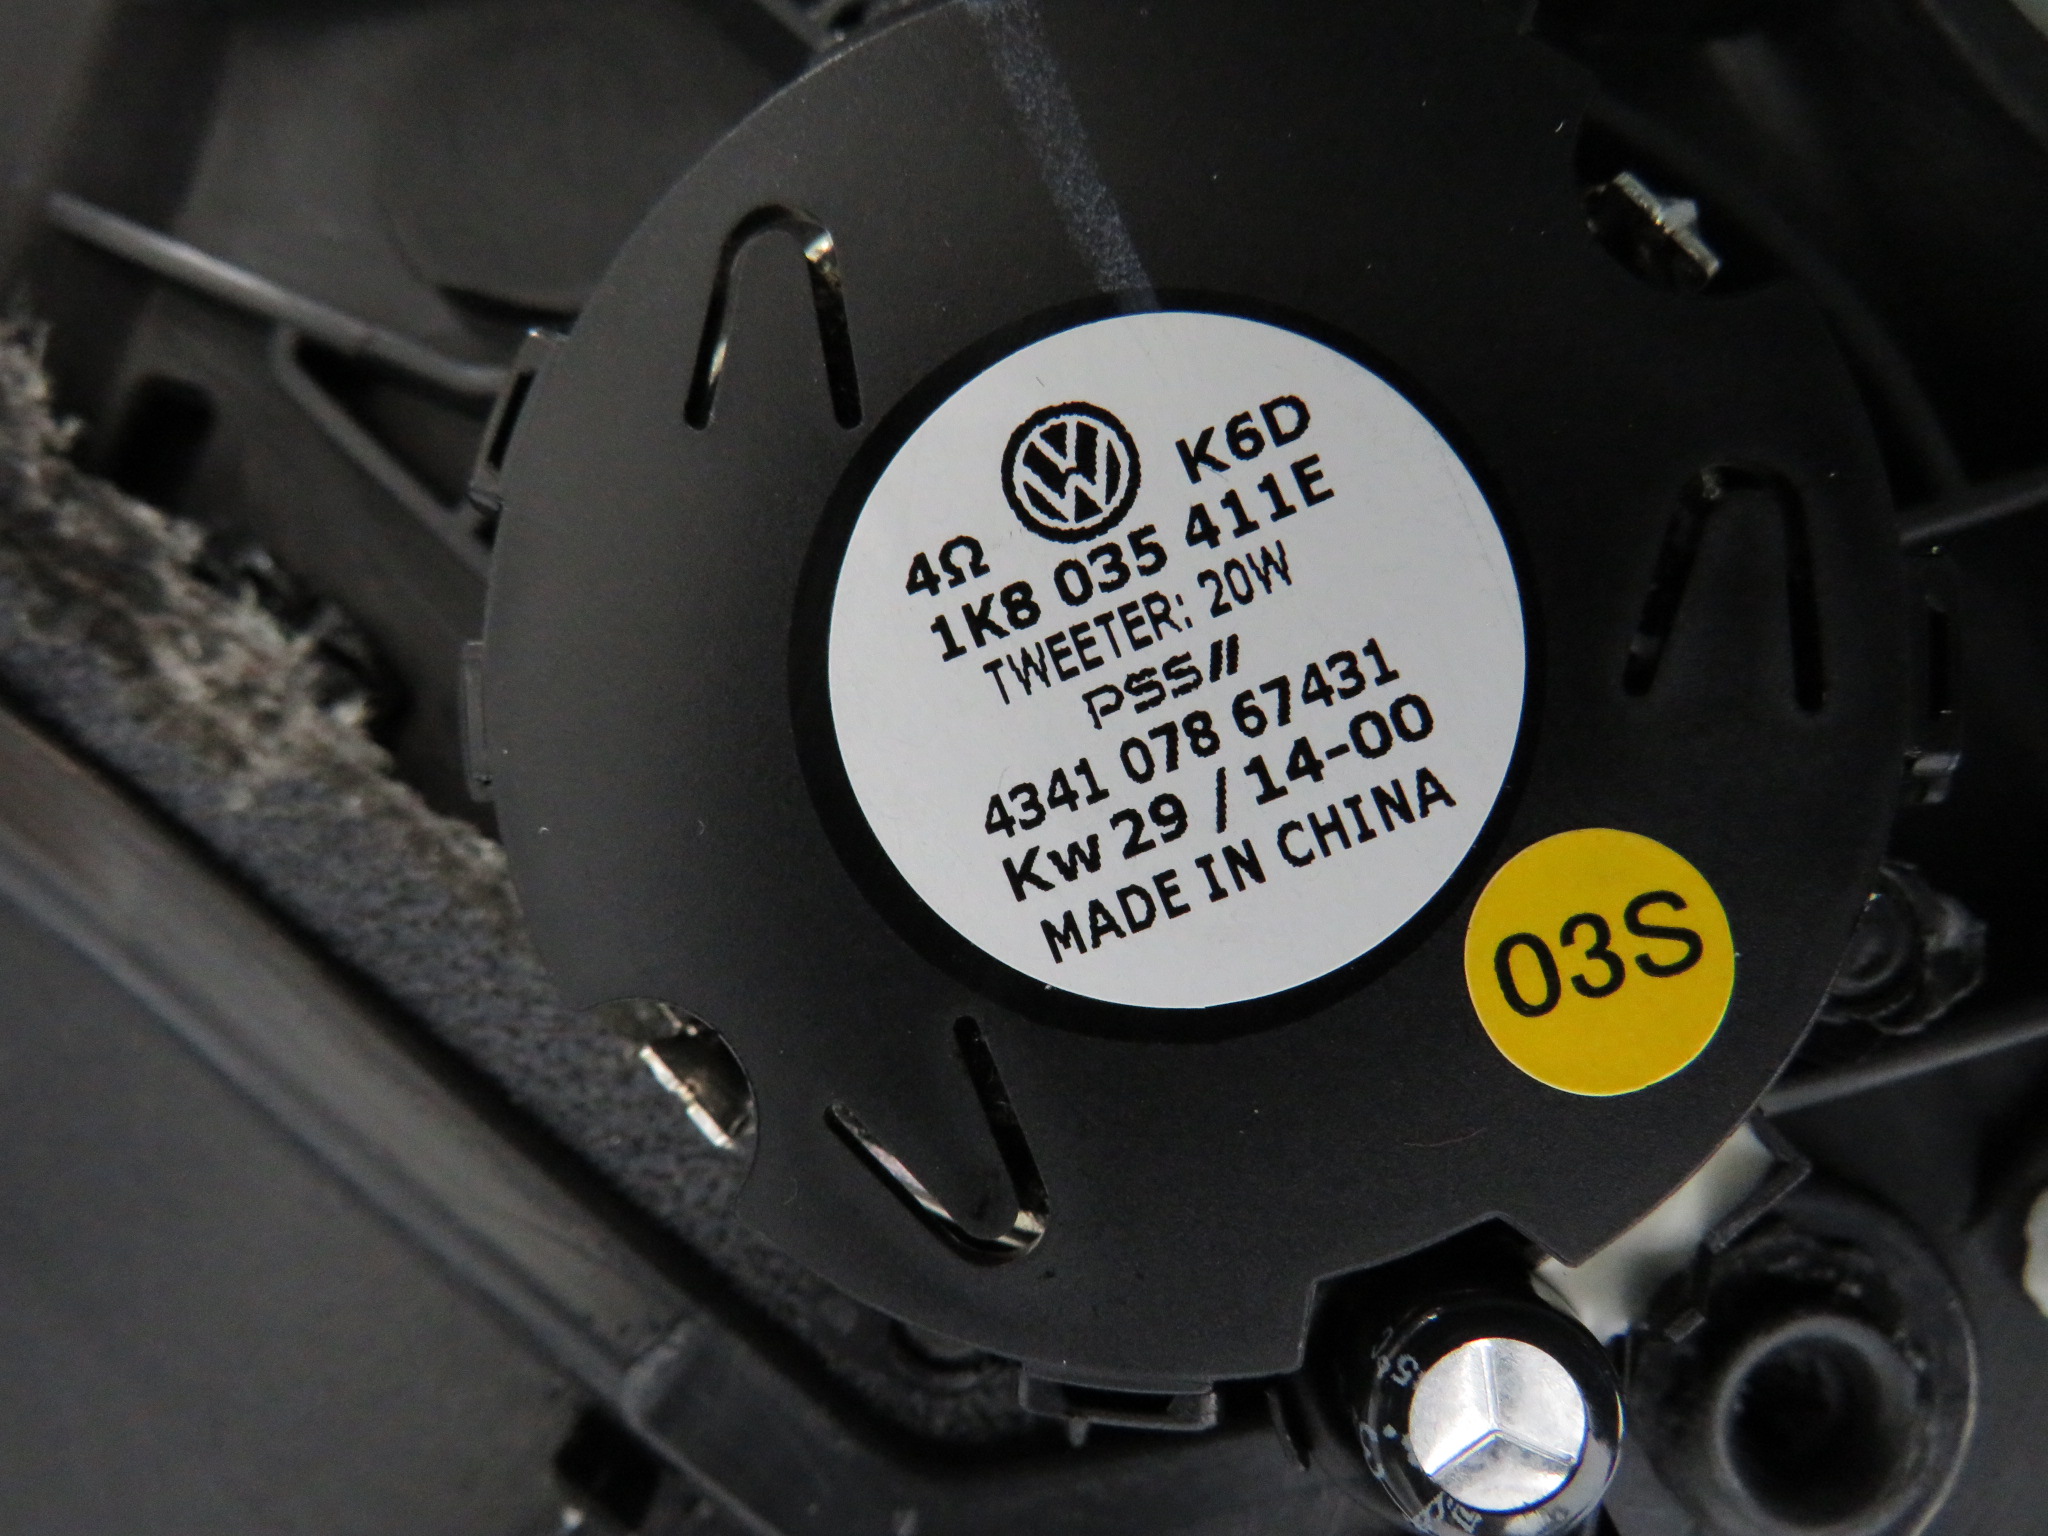 K6D
4Ω
1K8 035 411E
TWEETER: 20W
PSS//
4341 078 67431
Kw 29 / 14-00
MADE IN CHINA
03S